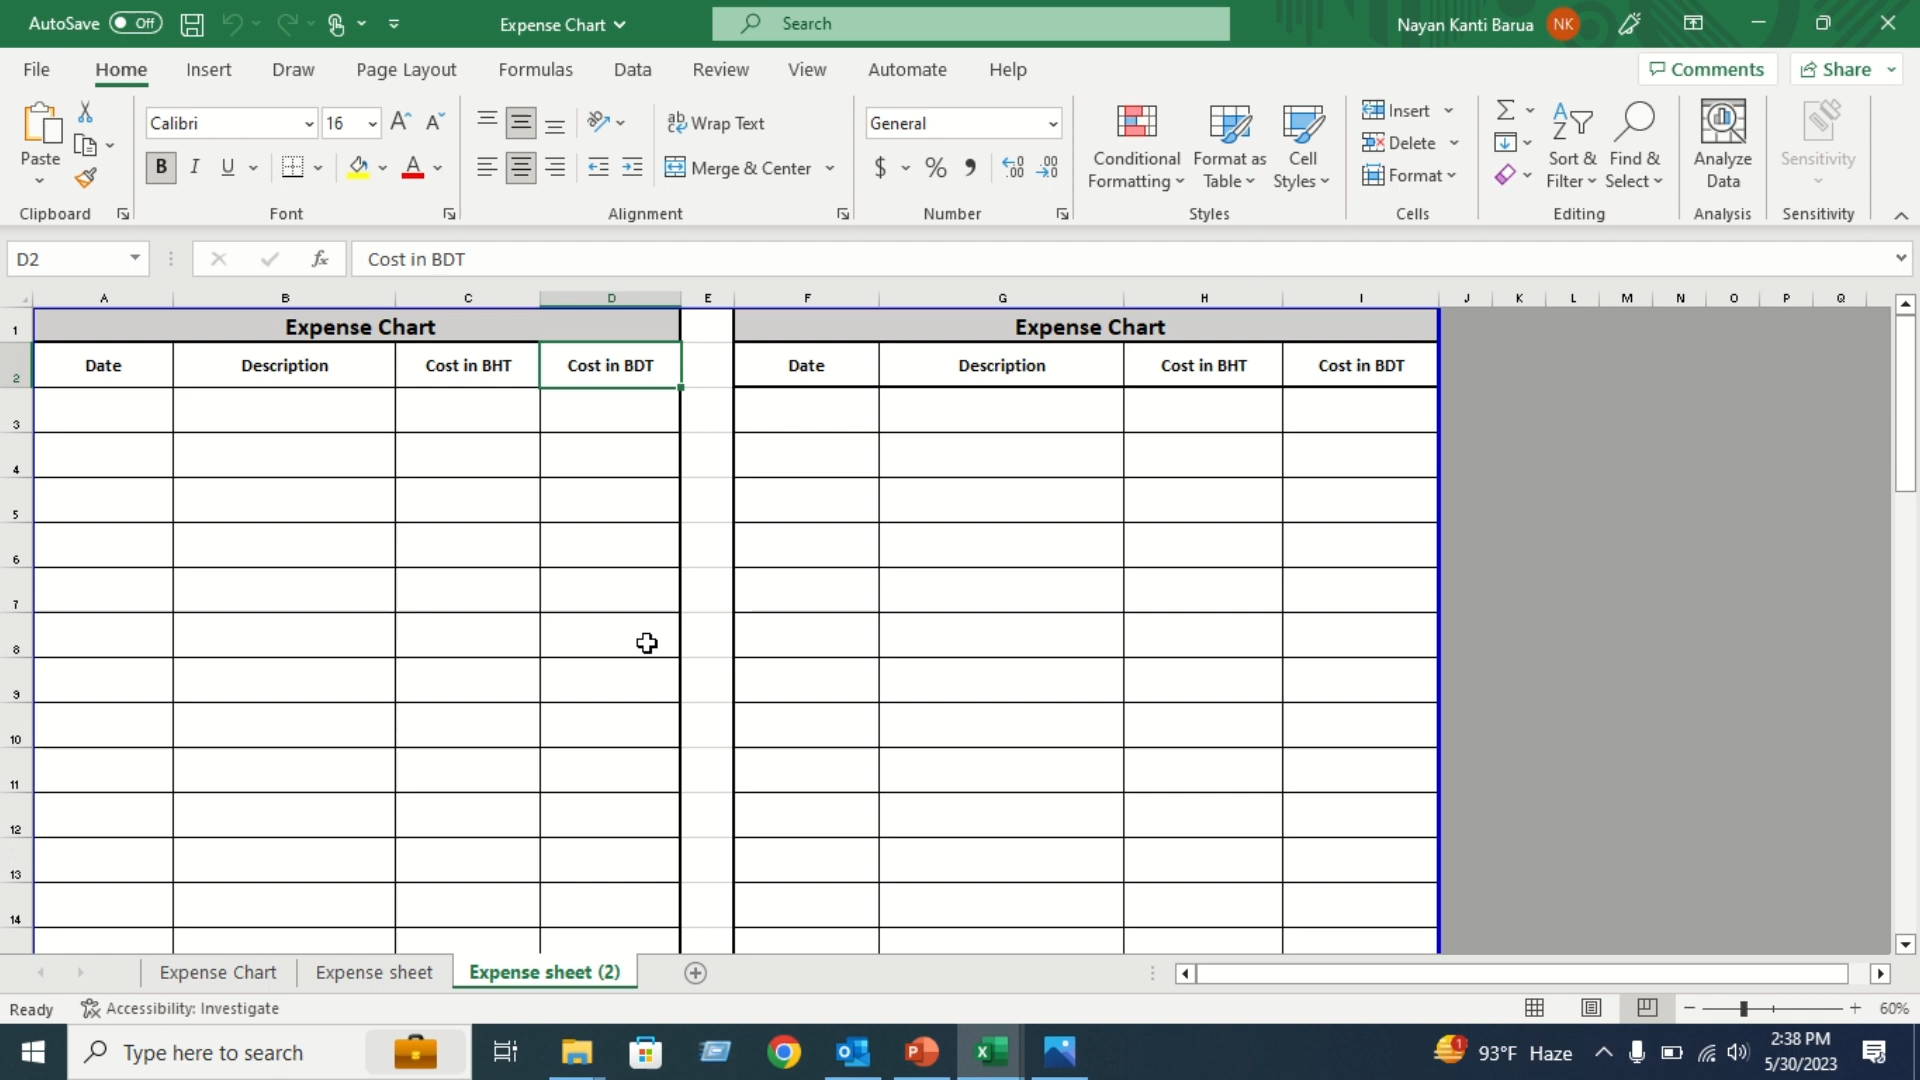 AutoSave Off
Expense Chart
Search
Nayan Kanti Barua NK
File Home Insert Draw Page Layout Formulas Data Review View Automate Help
Comments Share
Paste
Clipboard
Calibri 16
B I U A
Font
ab Wrap Text
Merge & Center
Alignment
General
$ % , .00 .00
Number
Conditional Formatting
Format as Table
Cell Styles
Styles
Insert
Delete
Format
Cells
Sort & Filter
Find & Select
Editing
Analyze Data
Analysis
Sensitivity
Sensitivity
D2 fx Cost in BDT
A B C D E F G H I J K L M N O P Q
1 Expense Chart Expense Chart
2 Date Description Cost in BHT Cost in BDT Date Description Cost in BHT Cost in BDT
3
4
5
6
7
8
9
10
11
12
13
14
Expense Chart Expense sheet Expense sheet (2)
Ready Accessibility: Investigate 60%
Type here to search
93°F Haze
2:38 PM
5/30/2023